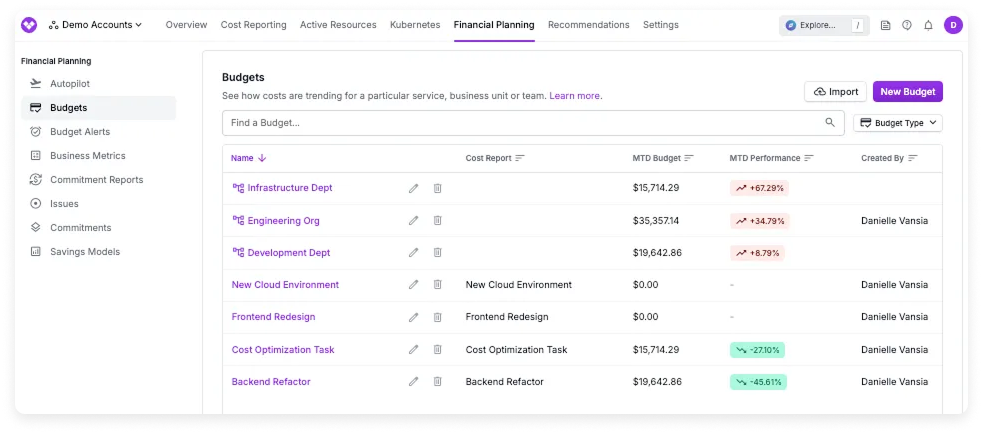 Demo Accounts Overview Cost Reporting Active Resources Kubernetes Financial Planning Recommendations Settings Explore... / D
Financial Planning
Autopilot
Budgets
Budget Alerts
Business Metrics
Commitment Reports
Issues
Commitments
Savings Models
Budgets
See how costs are trending for a particular service, business unit or team. Learn more.
Import New Budget
Find a Budget... Budget Type
Name Cost Report MTD Budget MTD Performance Created By
Infrastructure Dept $15,714.29 +67.29%
Engineering Org $35,357.14 +34.79% Danielle Vansia
Development Dept $19,642.86 +8.79%
New Cloud Environment New Cloud Environment $0.00 - Danielle Vansia
Frontend Redesign Frontend Redesign $0.00 - Danielle Vansia
Cost Optimization Task Cost Optimization Task $15,714.29 -27.10% Danielle Vansia
Backend Refactor Backend Refactor $19,642.86 -45.61% Danielle Vansia